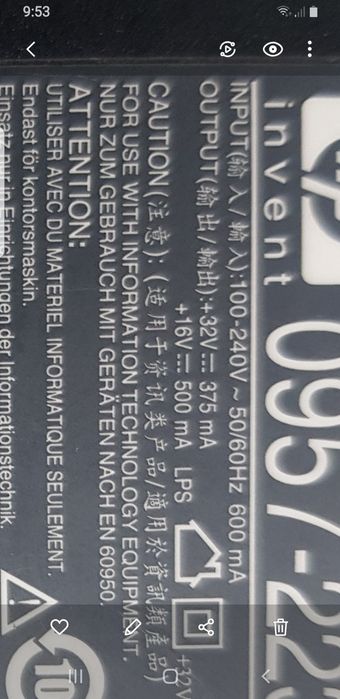 9:53
hp
invent 0957-22
INPUT(输入/輸入):100-240V~50/60Hz 600 mA
OUTPUT(输出/輸出):+32V⎓ 375 mA
+16V⎓ 500 mA LPS
CAUTION(注意): (适用于资讯类产品/適用於資訊類產品)
FOR USE WITH INFORMATION TECHNOLOGY EQUIPMENT.
NUR ZUM GEBRAUCH MIT GERÄTEN NACH EN 60950.
ATTENTION:
UTILISER AVEC DU MATERIEL INFORMATIQUE SEULEMENT.
Endast för kontorsmaskin.
Einsatz nur in Einrichtungen der Informationstechnik.
+32V
10